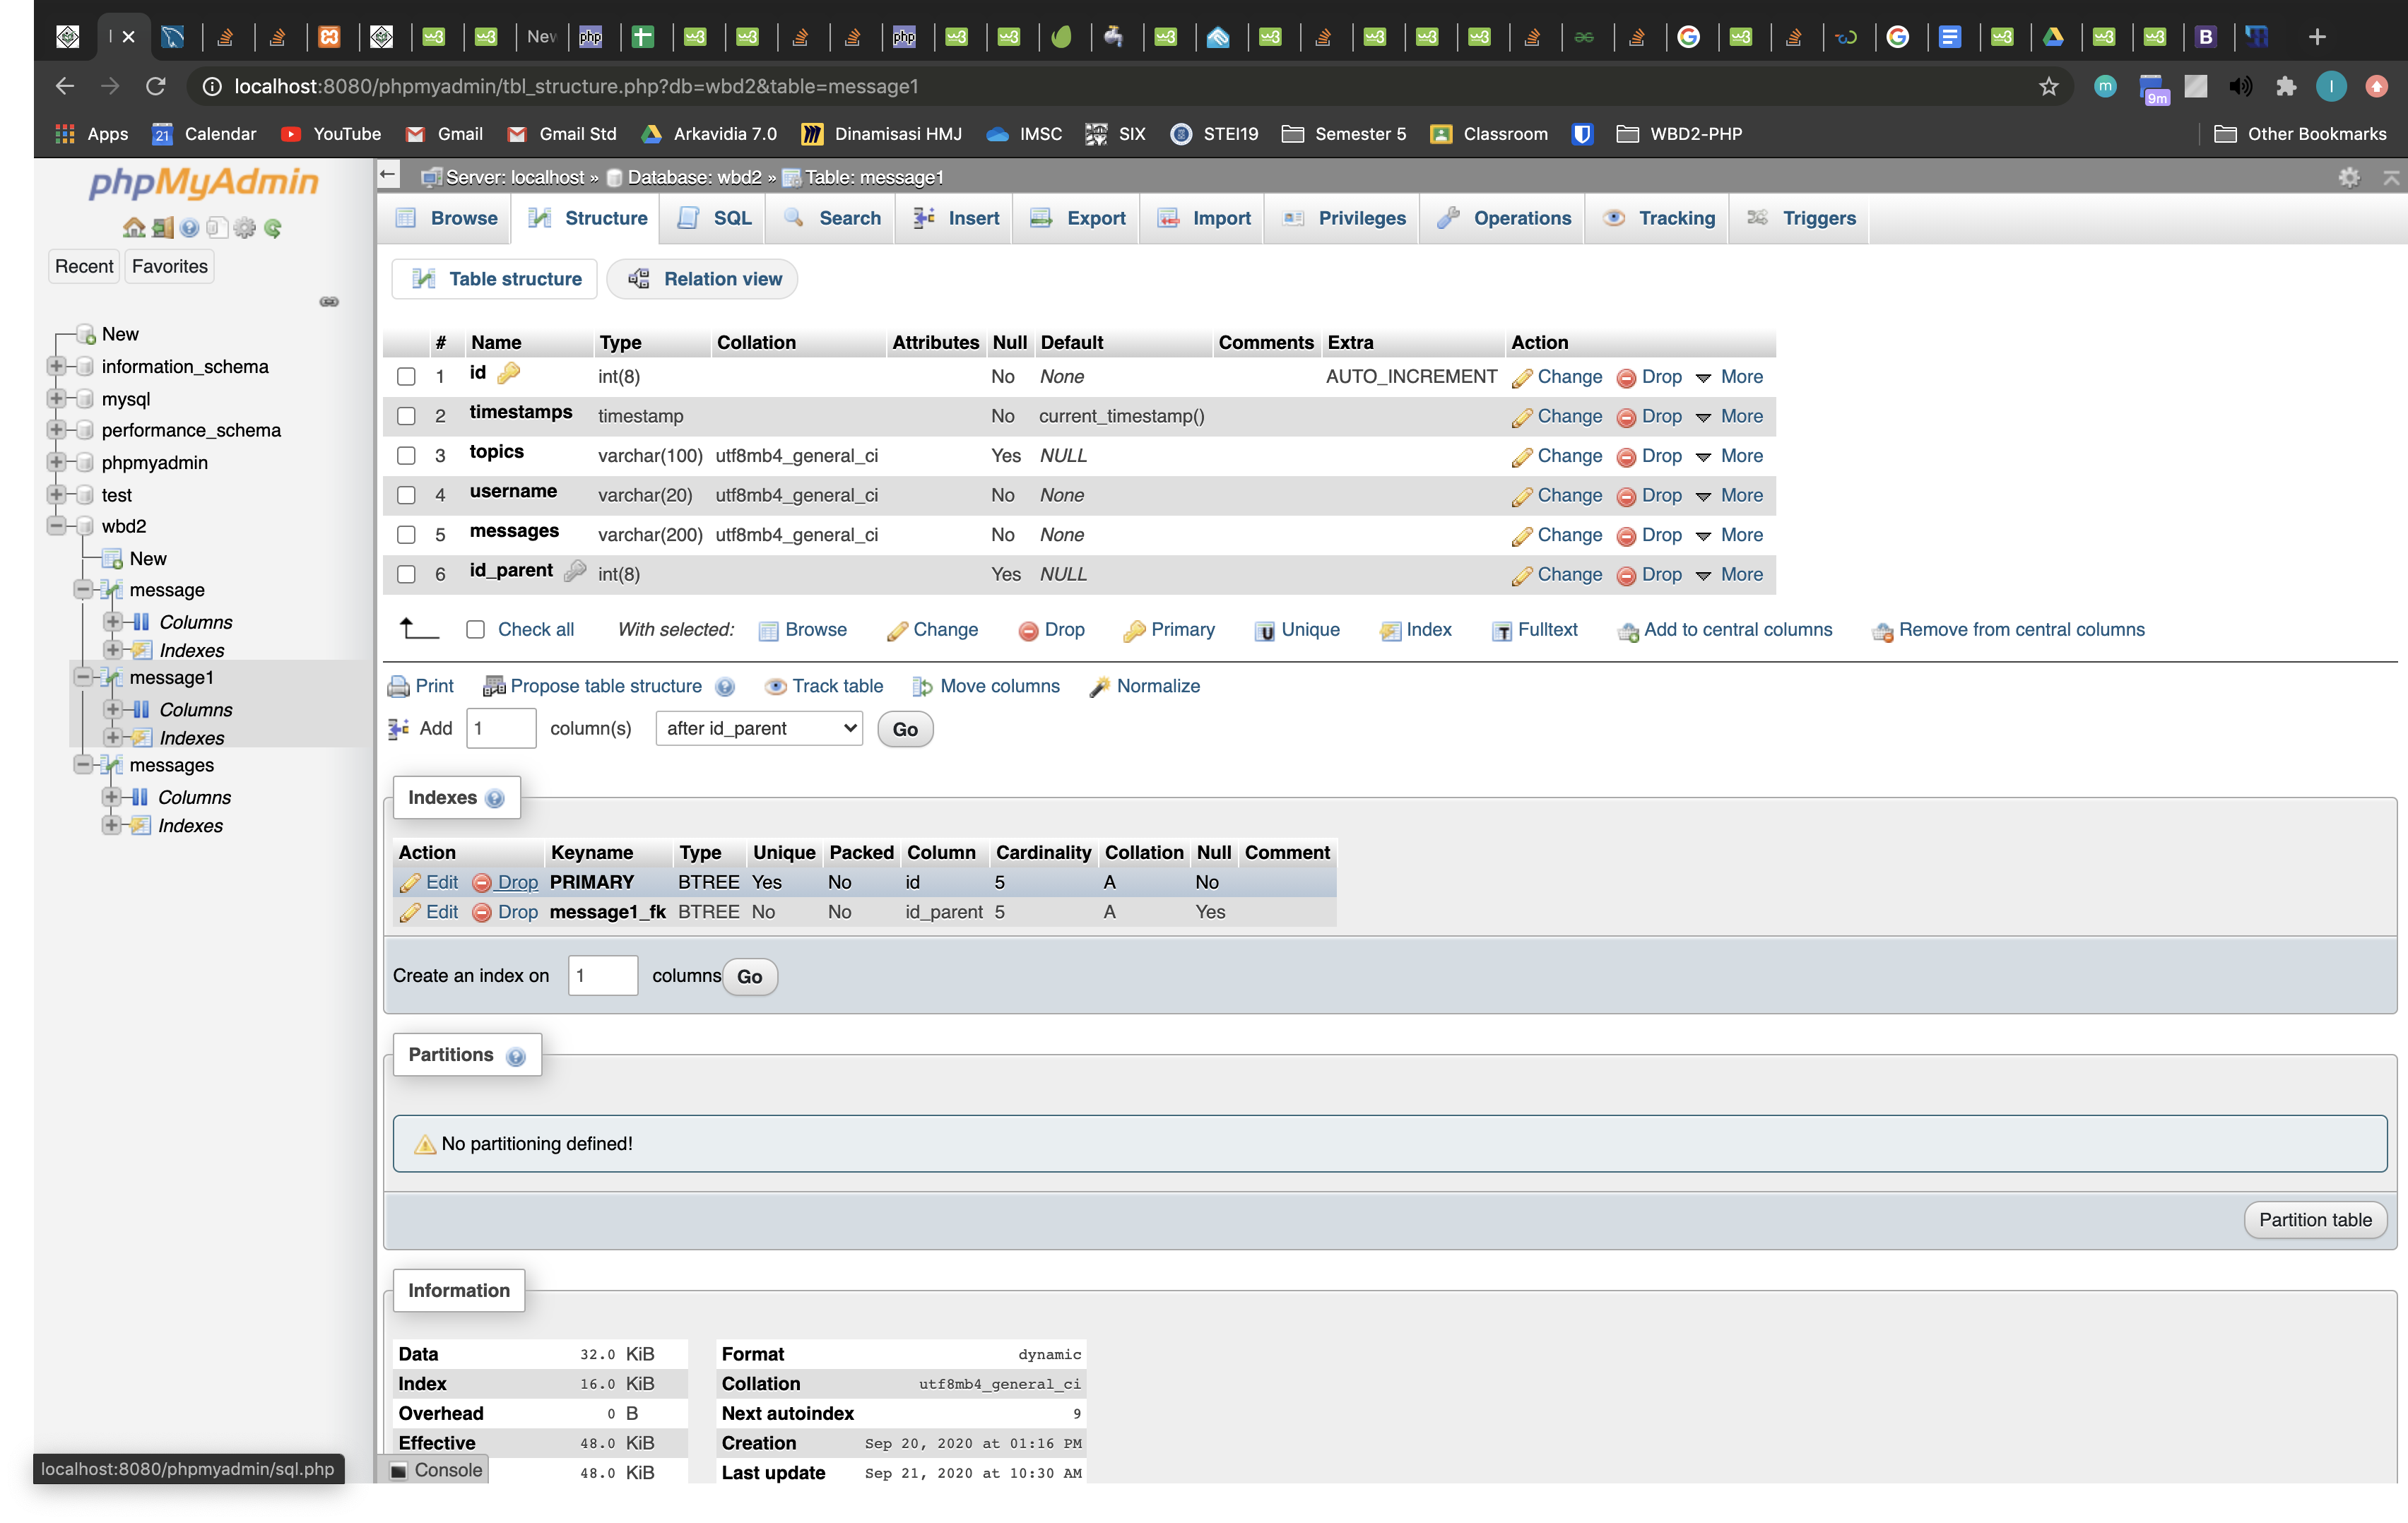 New
localhost:8080/phpmyadmin/tbl_structure.php?db=wbd2&table=message1
9m
Apps 21 Calendar YouTube Gmail Gmail Std Arkavidia 7.0 Dinamisasi HMJ IMSC SIX STEI19 Semester 5 Classroom WBD2-PHP Other Bookmarks
phpMyAdmin
Recent Favorites
New
information_schema
mysql
performance_schema
phpmyadmin
test
wbd2
New
message
Columns
Indexes
message1
Columns
Indexes
messages
Columns
Indexes
localhost:8080/phpmyadmin/sql.php
Server: localhost » Database: wbd2 » Table: message1
Browse Structure SQL Search Insert Export Import Privileges Operations Tracking Triggers
Table structure Relation view
# Name Type Collation Attributes Null Default Comments Extra Action
1 id int(8) No None AUTO_INCREMENT Change Drop More
2 timestamps timestamp No current_timestamp() Change Drop More
3 topics varchar(100) utf8mb4_general_ci Yes NULL Change Drop More
4 username varchar(20) utf8mb4_general_ci No None Change Drop More
5 messages varchar(200) utf8mb4_general_ci No None Change Drop More
6 id_parent int(8) Yes NULL Change Drop More
Check all With selected: Browse Change Drop Primary Unique Index Fulltext Add to central columns Remove from central columns
Print Propose table structure Track table Move columns Normalize
Add 1 column(s) after id_parent Go
Indexes
Action Keyname Type Unique Packed Column Cardinality Collation Null Comment
Edit Drop PRIMARY BTREE Yes No id 5 A No
Edit Drop message1_fk BTREE No No id_parent 5 A Yes
Create an index on 1 columns Go
Partitions
No partitioning defined!
Partition table
Information
Data 32.0 KiB Format dynamic
Index 16.0 KiB Collation utf8mb4_general_ci
Overhead 0 B Next autoindex 9
Effective 48.0 KiB Creation Sep 20, 2020 at 01:16 PM
48.0 KiB Last update Sep 21, 2020 at 10:30 AM
Console